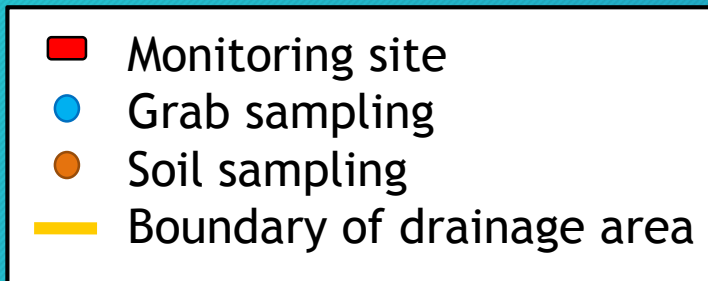 Monitoring site
Grab sampling
Soil sampling
Boundary of drainage area